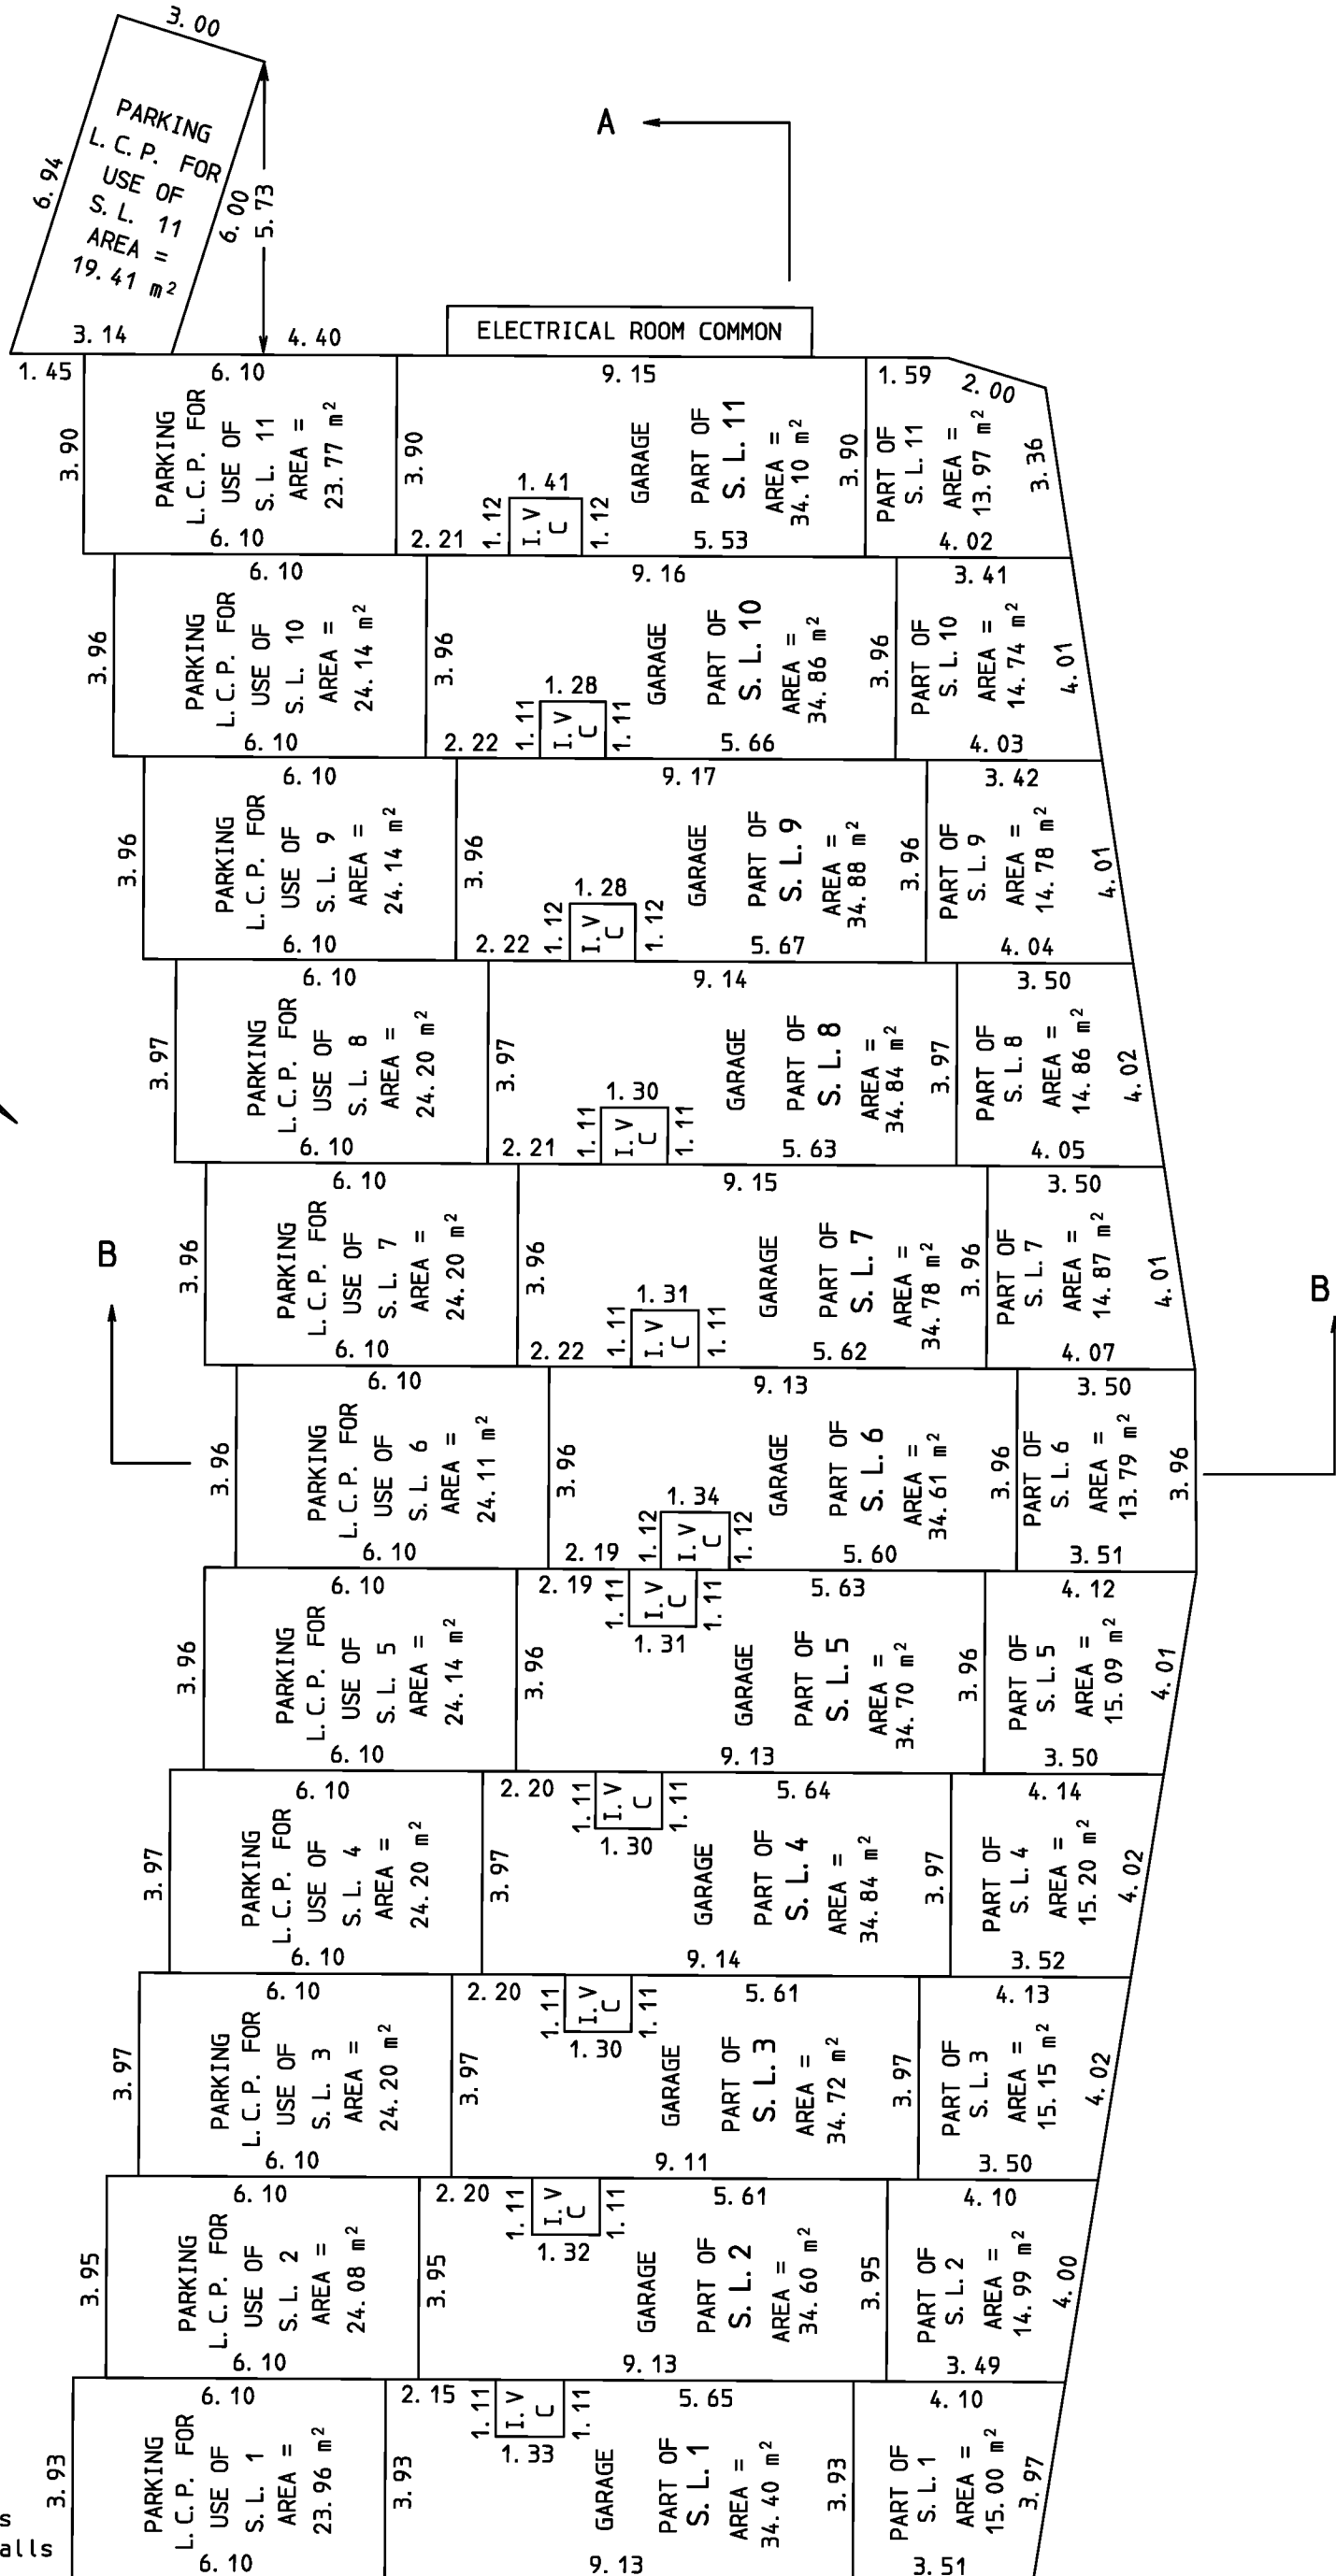 3.00
PARKING
L.C.P. FOR
USE OF
S.L. 11
AREA =
19.41 m²
6.94
6.00
5.73
3.14
4.40
A
ELECTRICAL ROOM COMMON
1.45
6.10
3.90
PARKING
L.C.P. FOR
USE OF
S.L. 11
AREA =
23.77 m²
6.10
9.15
3.90
2.21
1.12
1.41
I.V
C
1.12
GARAGE
PART OF
S.L. 11
AREA =
34.10 m²
5.53
3.90
1.59
2.00
PART OF
S.L. 11
AREA =
13.97 m²
3.36
4.02
6.10
3.96
PARKING
L.C.P. FOR
USE OF
S.L. 10
AREA =
24.14 m²
6.10
9.16
3.96
2.22
1.11
1.28
I.V
C
1.11
GARAGE
PART OF
S.L. 10
AREA =
34.86 m²
5.66
3.96
3.41
PART OF
S.L. 10
AREA =
14.74 m²
4.01
4.03
6.10
3.96
PARKING
L.C.P. FOR
USE OF
S.L. 9
AREA =
24.14 m²
6.10
9.17
3.96
2.22
1.12
1.28
I.V
C
1.12
GARAGE
PART OF
S.L. 9
AREA =
34.88 m²
5.67
3.96
3.42
PART OF
S.L. 9
AREA =
14.78 m²
4.01
4.04
6.10
3.97
PARKING
L.C.P. FOR
USE OF
S.L. 8
AREA =
24.20 m²
6.10
9.14
3.97
2.21
1.11
1.30
I.V
C
1.11
GARAGE
PART OF
S.L. 8
AREA =
34.84 m²
5.63
3.97
3.50
PART OF
S.L. 8
AREA =
14.86 m²
4.02
4.05
B
6.10
3.96
PARKING
L.C.P. FOR
USE OF
S.L. 7
AREA =
24.20 m²
6.10
9.15
3.96
2.22
1.11
1.31
I.V
C
1.11
GARAGE
PART OF
S.L. 7
AREA =
34.78 m²
5.62
3.96
3.50
PART OF
S.L. 7
AREA =
14.87 m²
4.01
4.07
B
6.10
3.96
PARKING
L.C.P. FOR
USE OF
S.L. 6
AREA =
24.11 m²
6.10
9.13
3.96
2.19
1.12
1.34
I.V
C
1.12
GARAGE
PART OF
S.L. 6
AREA =
34.61 m²
5.60
3.96
3.50
PART OF
S.L. 6
AREA =
13.79 m²
3.96
3.51
6.10
3.96
PARKING
L.C.P. FOR
USE OF
S.L. 5
AREA =
24.14 m²
6.10
2.19
1.11
I.V
C
1.11
1.31
5.63
3.96
GARAGE
PART OF
S.L. 5
AREA =
34.70 m²
9.13
3.96
4.12
PART OF
S.L. 5
AREA =
15.09 m²
4.01
3.50
6.10
3.97
PARKING
L.C.P. FOR
USE OF
S.L. 4
AREA =
24.20 m²
6.10
2.20
1.11
I.V
C
1.11
1.30
5.64
3.97
GARAGE
PART OF
S.L. 4
AREA =
34.84 m²
9.14
3.97
4.14
PART OF
S.L. 4
AREA =
15.20 m²
4.02
3.52
6.10
3.97
PARKING
L.C.P. FOR
USE OF
S.L. 3
AREA =
24.20 m²
6.10
2.20
1.11
I.V
C
1.11
1.30
5.61
3.97
GARAGE
PART OF
S.L. 3
AREA =
34.72 m²
9.11
3.97
4.13
PART OF
S.L. 3
AREA =
15.15 m²
4.02
3.50
6.10
3.95
PARKING
L.C.P. FOR
USE OF
S.L. 2
AREA =
24.08 m²
6.10
2.20
1.11
I.V
C
1.11
1.32
5.61
3.95
GARAGE
PART OF
S.L. 2
AREA =
34.60 m²
9.13
3.95
4.10
PART OF
S.L. 2
AREA =
14.99 m²
4.00
3.49
6.10
3.93
PARKING
L.C.P. FOR
USE OF
S.L. 1
AREA =
23.96 m²
6.10
2.15
1.11
I.V
C
1.11
1.33
5.65
3.93
GARAGE
PART OF
S.L. 1
AREA =
34.40 m²
9.13
3.93
4.10
PART OF
S.L. 1
AREA =
15.00 m²
3.97
3.51
s
alls